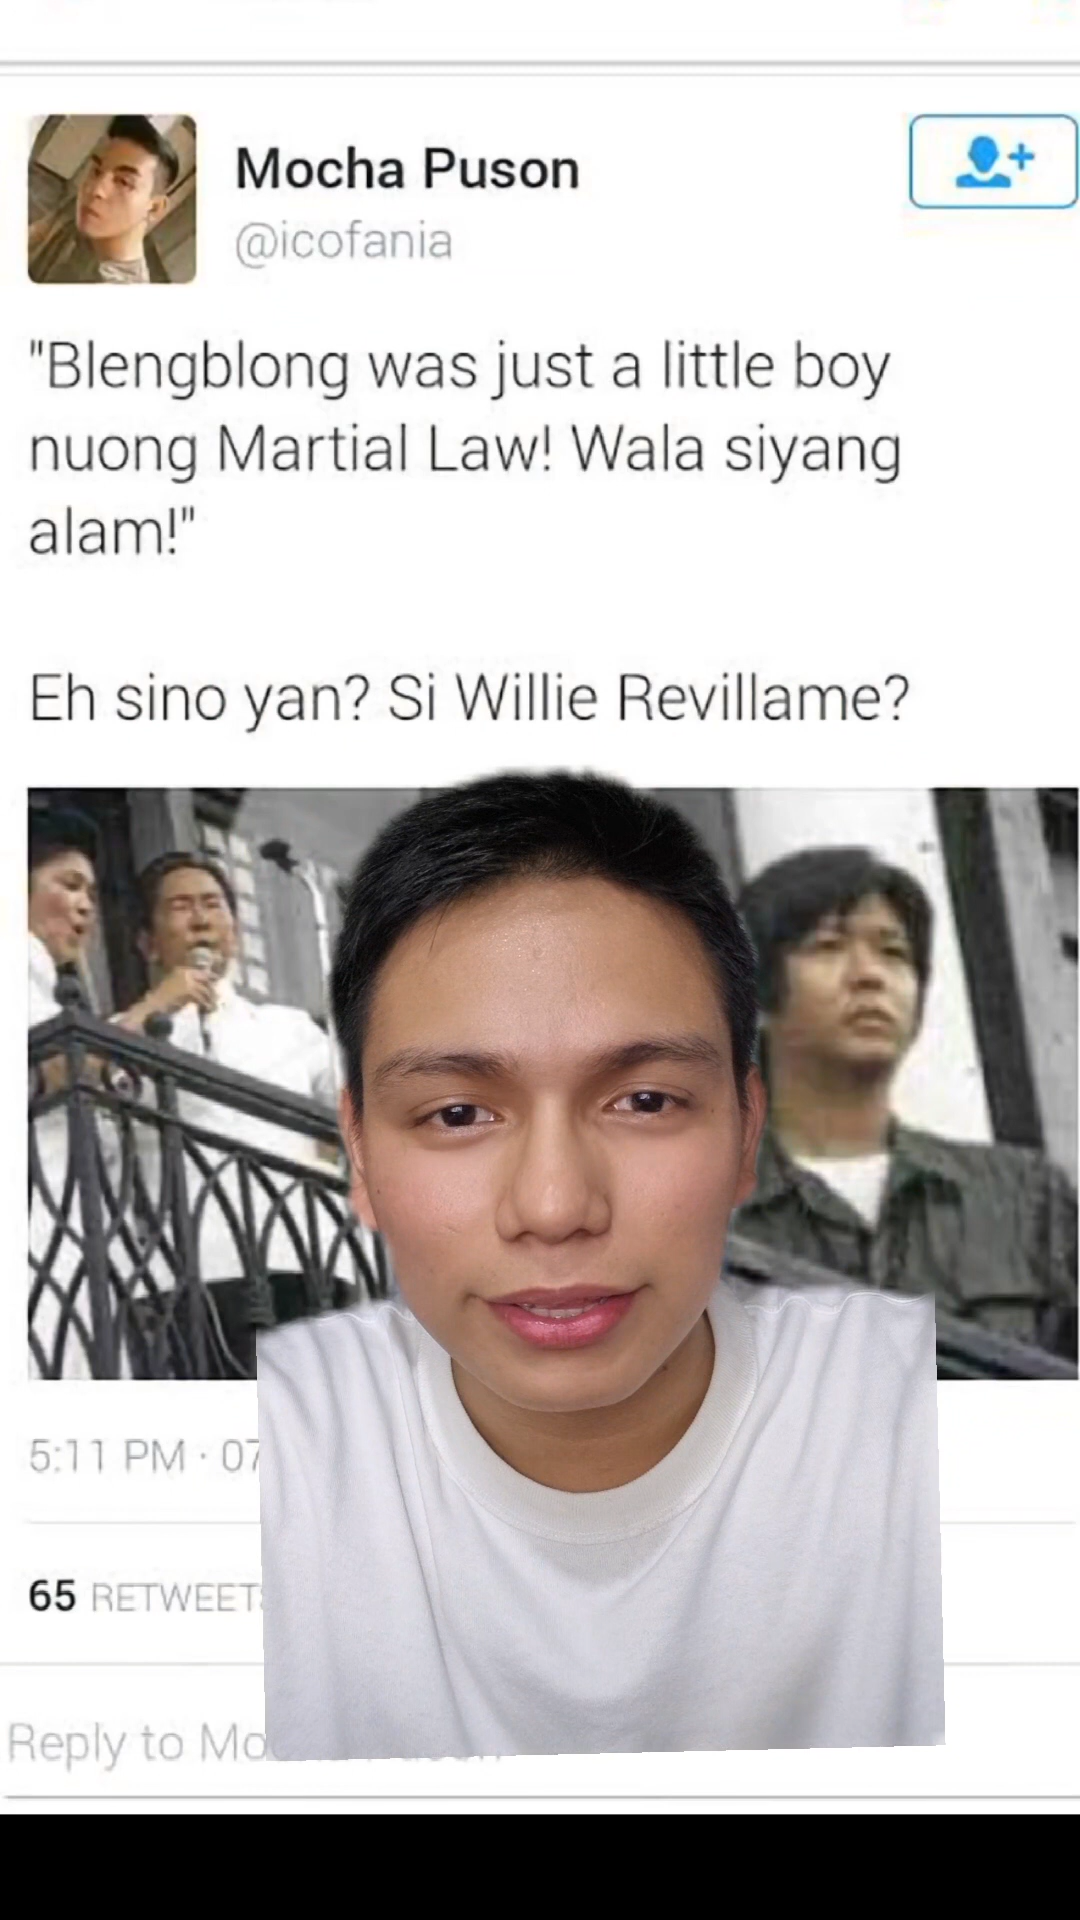 Mocha Puson
@icofania
"Blengblong was just a little boy
nuong Martial Law! Wala siyang
alam!"
Eh sino yan? Si Willie Revillame?
5:11 PM · 07
65 RETWEETS
Reply to Mo